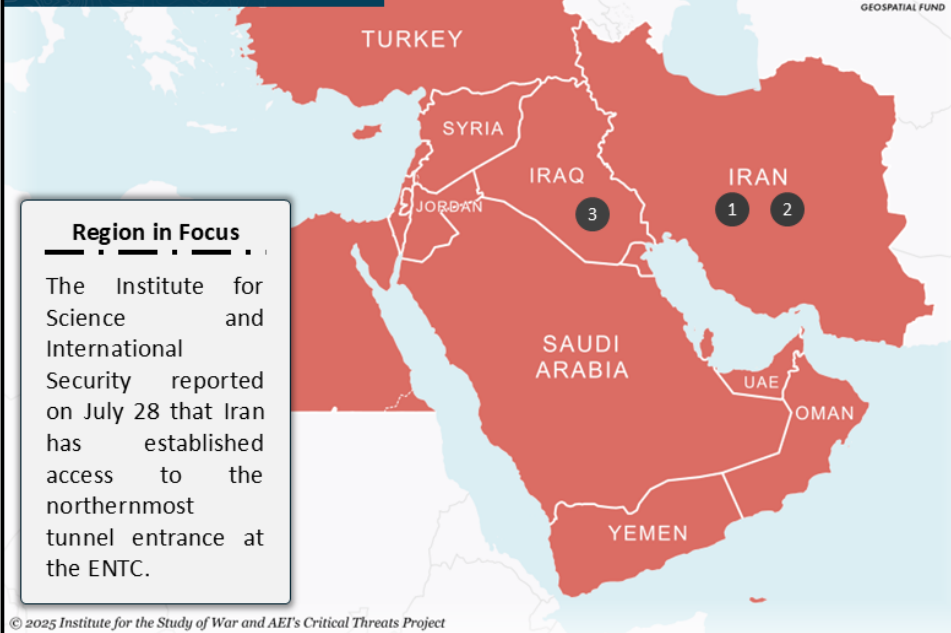 GEOSPATIAL FUND
TURKEY
SYRIA
IRAQ
IRAN
JORDAN
1
2
3
Region in Focus
The Institute for
Science and
International
Security reported
on July 28 that Iran
has established
access to the
northernmost
tunnel entrance at
the ENTC.
SAUDI
ARABIA
UAE
OMAN
YEMEN
© 2025 Institute for the Study of War and AEI's Critical Threats Project